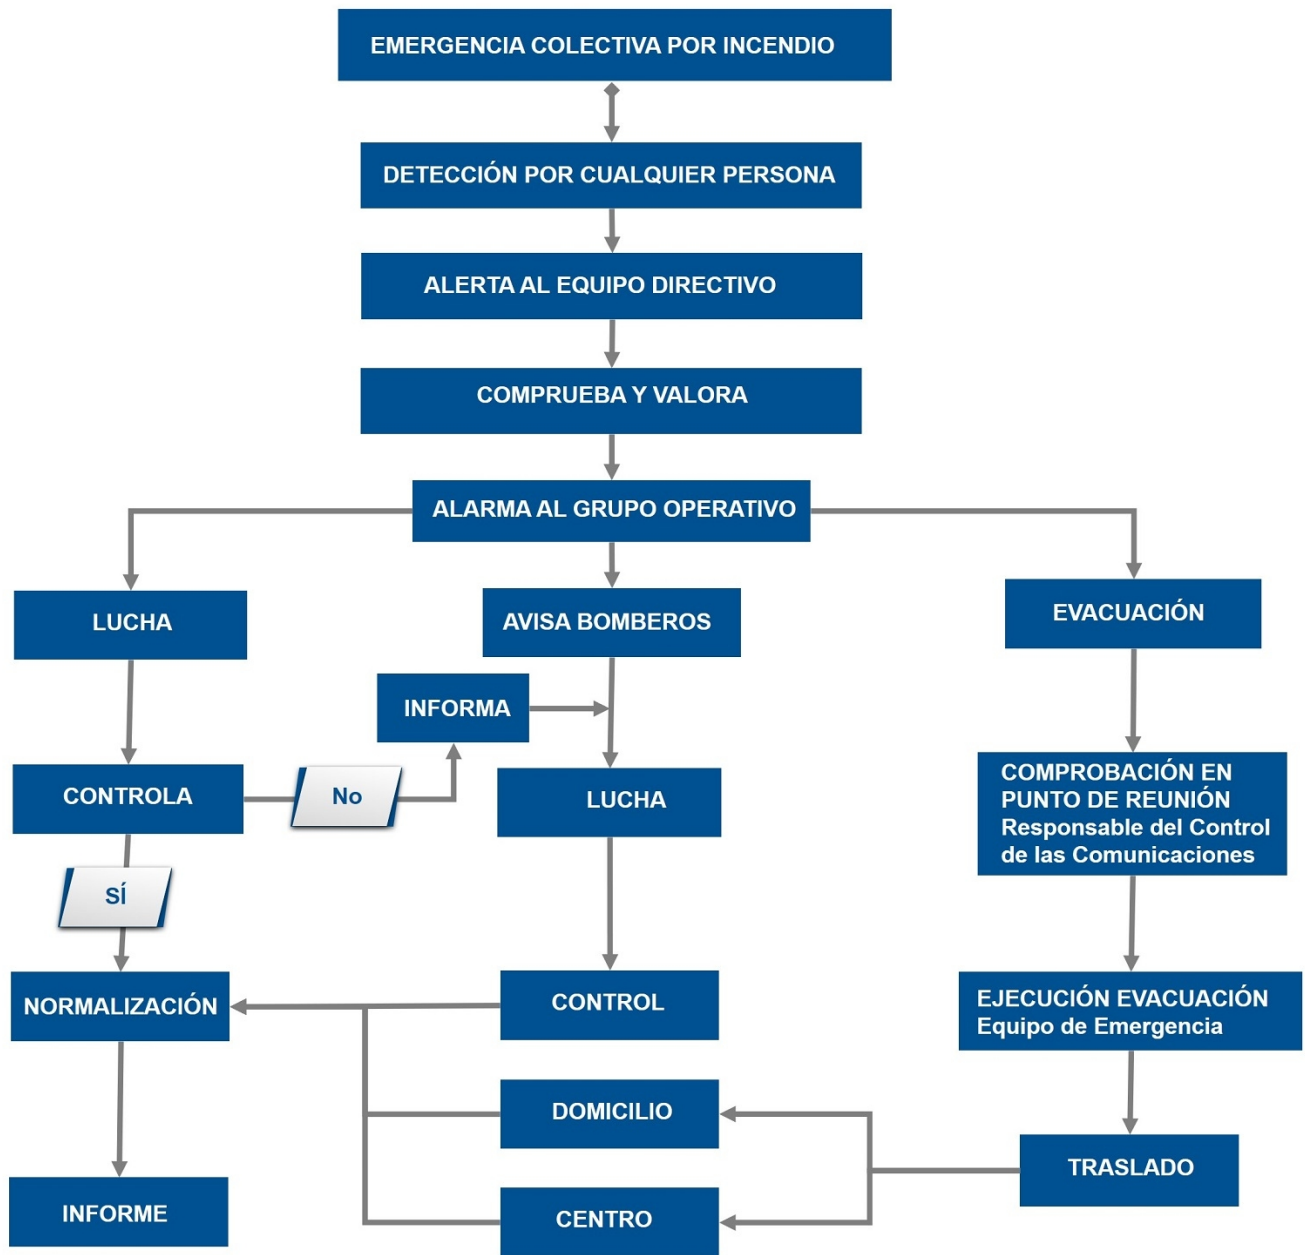 EMERGENCIA COLECTIVA POR INCENDIO
DETECCIÓN POR CUALQUIER PERSONA
ALERTA AL EQUIPO DIRECTIVO
COMPRUEBA Y VALORA
ALARMA AL GRUPO OPERATIVO
LUCHA
AVISA BOMBEROS
EVACUACIÓN
INFORMA
CONTROLA
No
LUCHA
COMPROBACIÓN EN
PUNTO DE REUNIÓN
Responsable del Control
de las Comunicaciones
SÍ
NORMALIZACIÓN
CONTROL
EJECUCIÓN EVACUACIÓN
Equipo de Emergencia
DOMICILIO
TRASLADO
INFORME
CENTRO